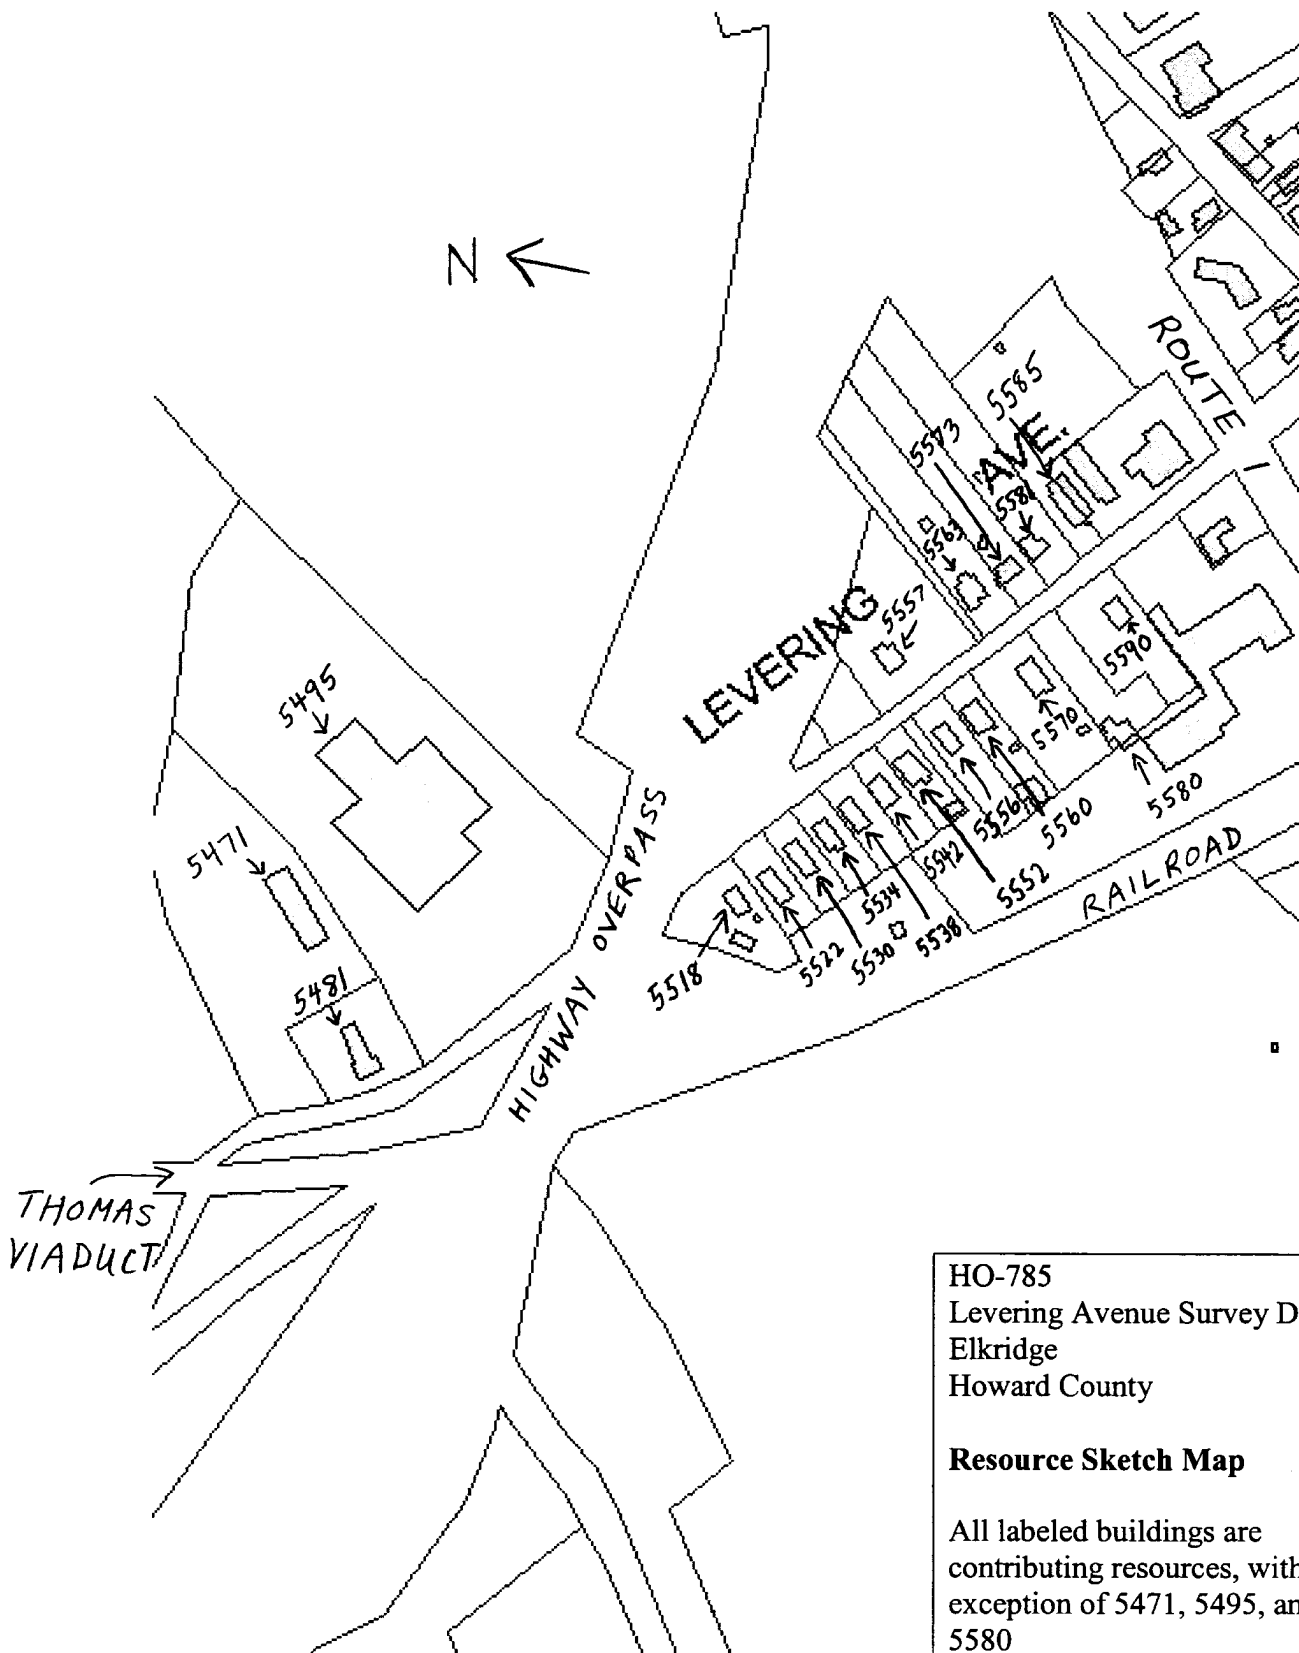 N
ROUTE 1
5585
5573
AVE.
5581
5563
5557
LEVERING
5590
5495
5570
5580
5556
5560
5471
HIGHWAY OVERPASS
5542
5552
RAILROAD
5534
5538
5518
5522
5530
5481
THOMAS
VIADUCT
HO-785
Levering Avenue Survey D
Elkridge
Howard County
Resource Sketch Map
All labeled buildings are
contributing resources, with
exception of 5471, 5495, an
5580